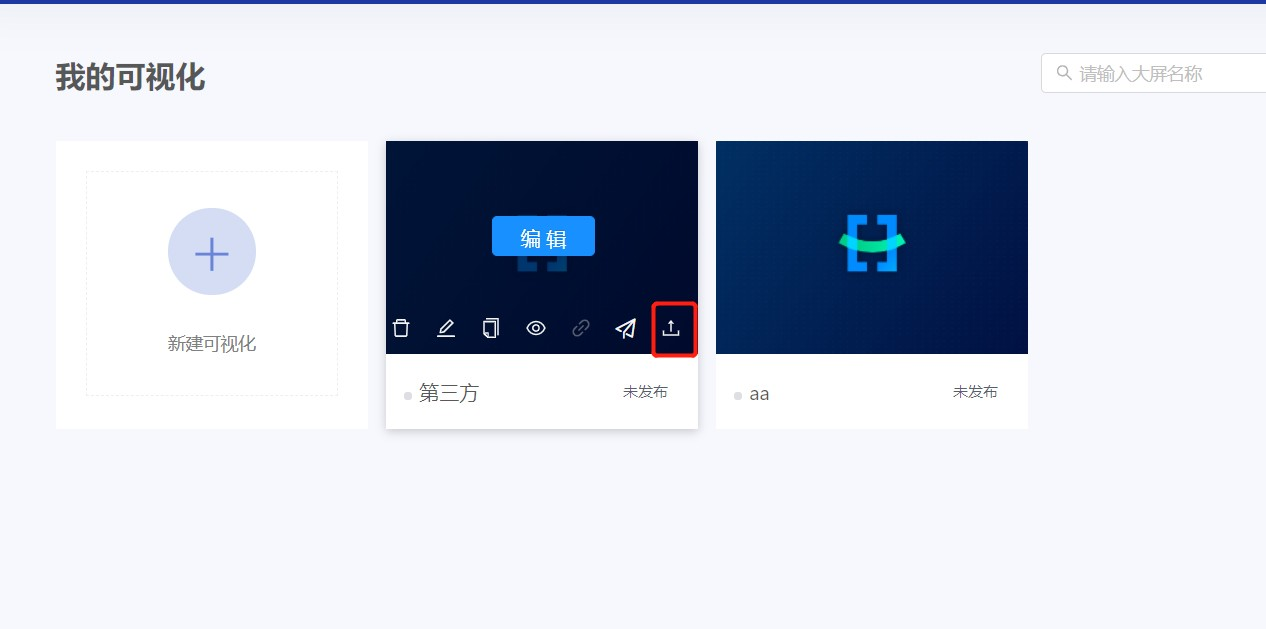 我的可视化
请输入大屏名称
编辑
新建可视化
第三方
未发布
aa
未发布